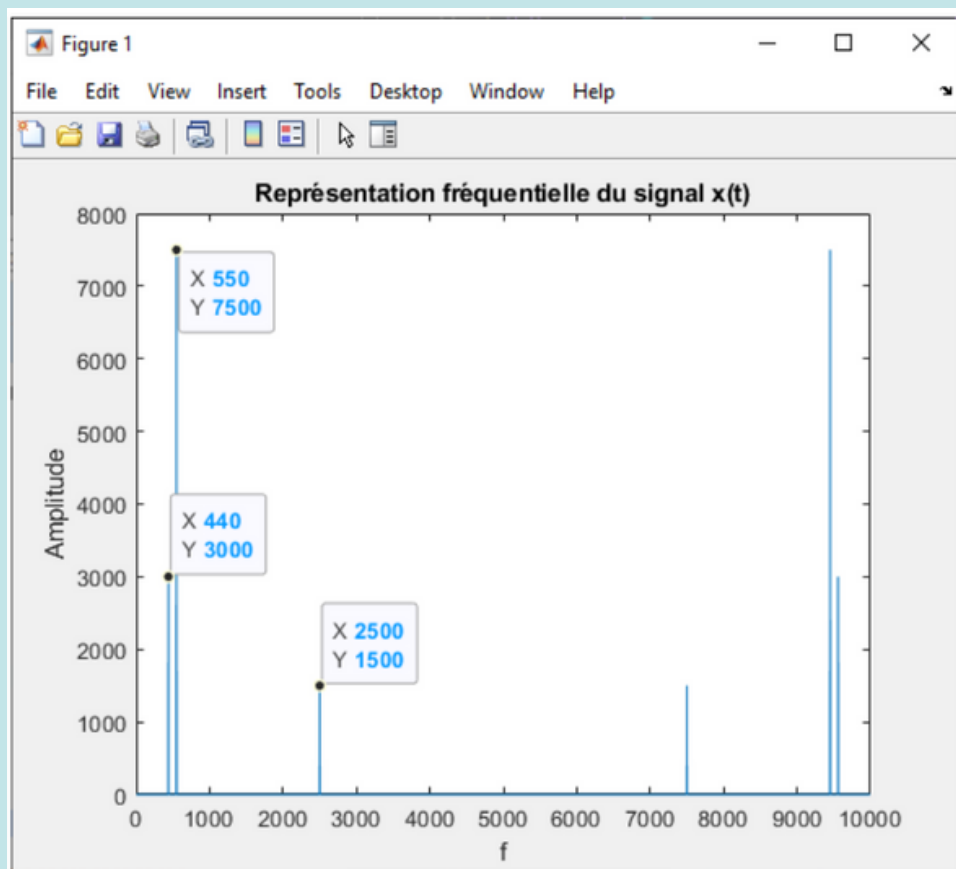 Figure 1
File Edit View Insert Tools Desktop Window Help
Représentation fréquentielle du signal x(t)
8000
7000
6000
5000
4000
3000
2000
1000
0
Amplitude
X 550
Y 7500
X 440
Y 3000
X 2500
Y 1500
0 1000 2000 3000 4000 5000 6000 7000 8000 9000 10000
f